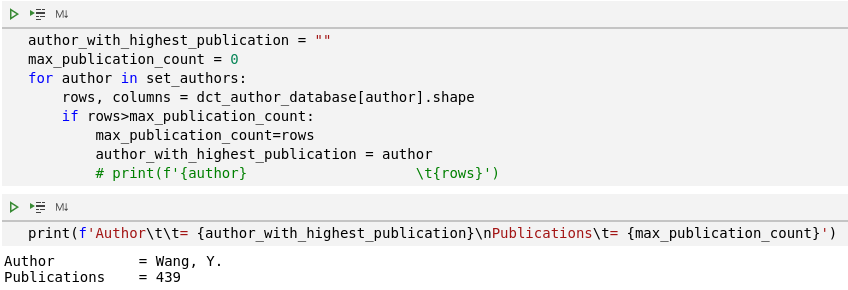 M↓
author_with_highest_publication = ""
max_publication_count = 0
for author in set_authors:
    rows, columns = dct_author_database[author].shape
    if rows>max_publication_count:
        max_publication_count=rows
        author_with_highest_publication = author
        # print(f'{author}                    \t{rows}')
M↓
print(f'Author\t\t= {author_with_highest_publication}\nPublications\t= {max_publication_count}')
Author          = Wang, Y.
Publications    = 439